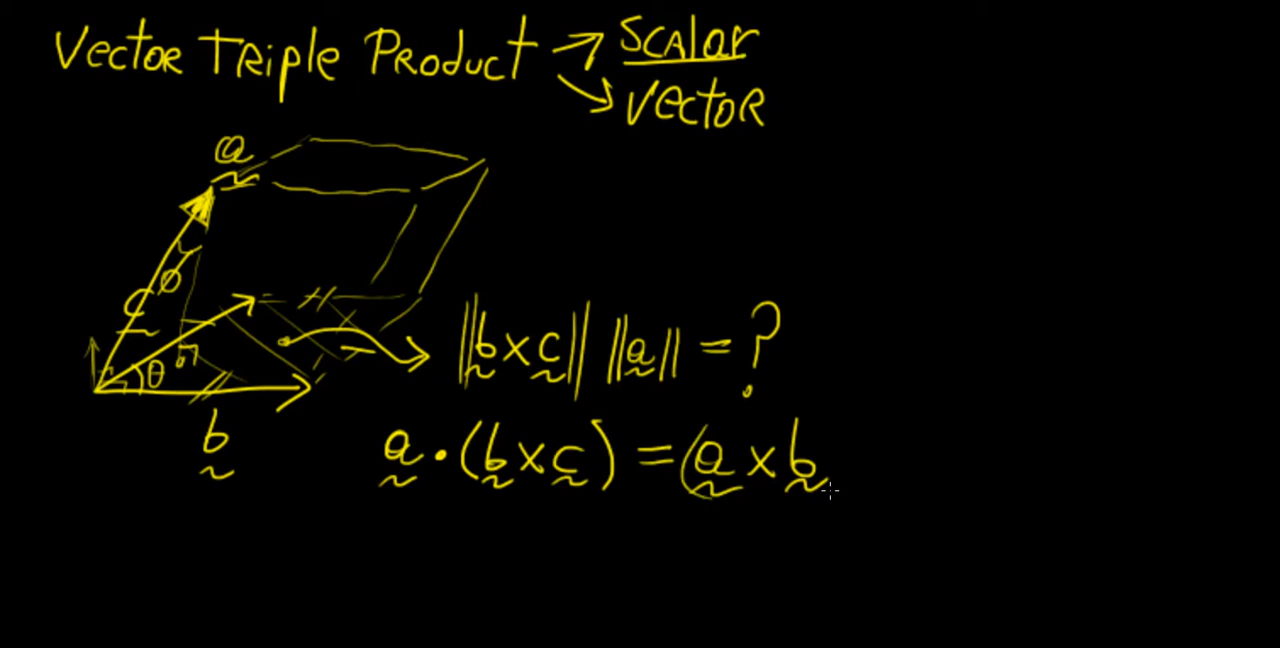 Vector Triple Product → Scalar
→ Vector
a
φ
c
θ
b
‖b × c‖ ‖a‖ = ?
a · (b × c) = (a × b